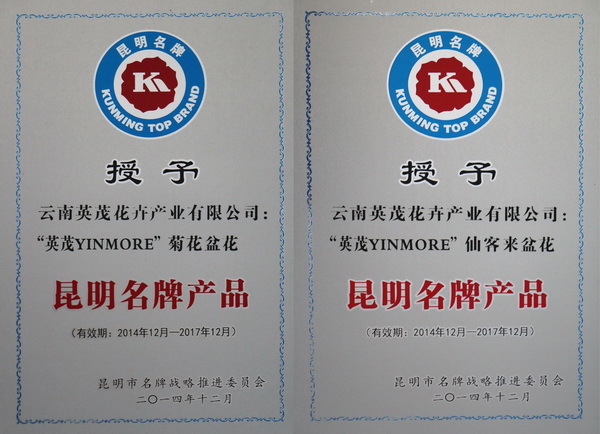 昆明名牌
K
KUNMING TOP BRAND
授予
云南英茂花卉产业有限公司：
“英茂YINMORE”菊花盆花
昆明名牌产品
（有效期：2014年12月—2017年12月）
昆明市名牌战略推进委员会
二〇一四年十二月
昆明名牌
K
KUNMING TOP BRAND
授予
云南英茂花卉产业有限公司：
“英茂YINMORE”仙客来盆花
昆明名牌产品
（有效期：2014年12月—2017年12月）
昆明市名牌战略推进委员会
二〇一四年十二月